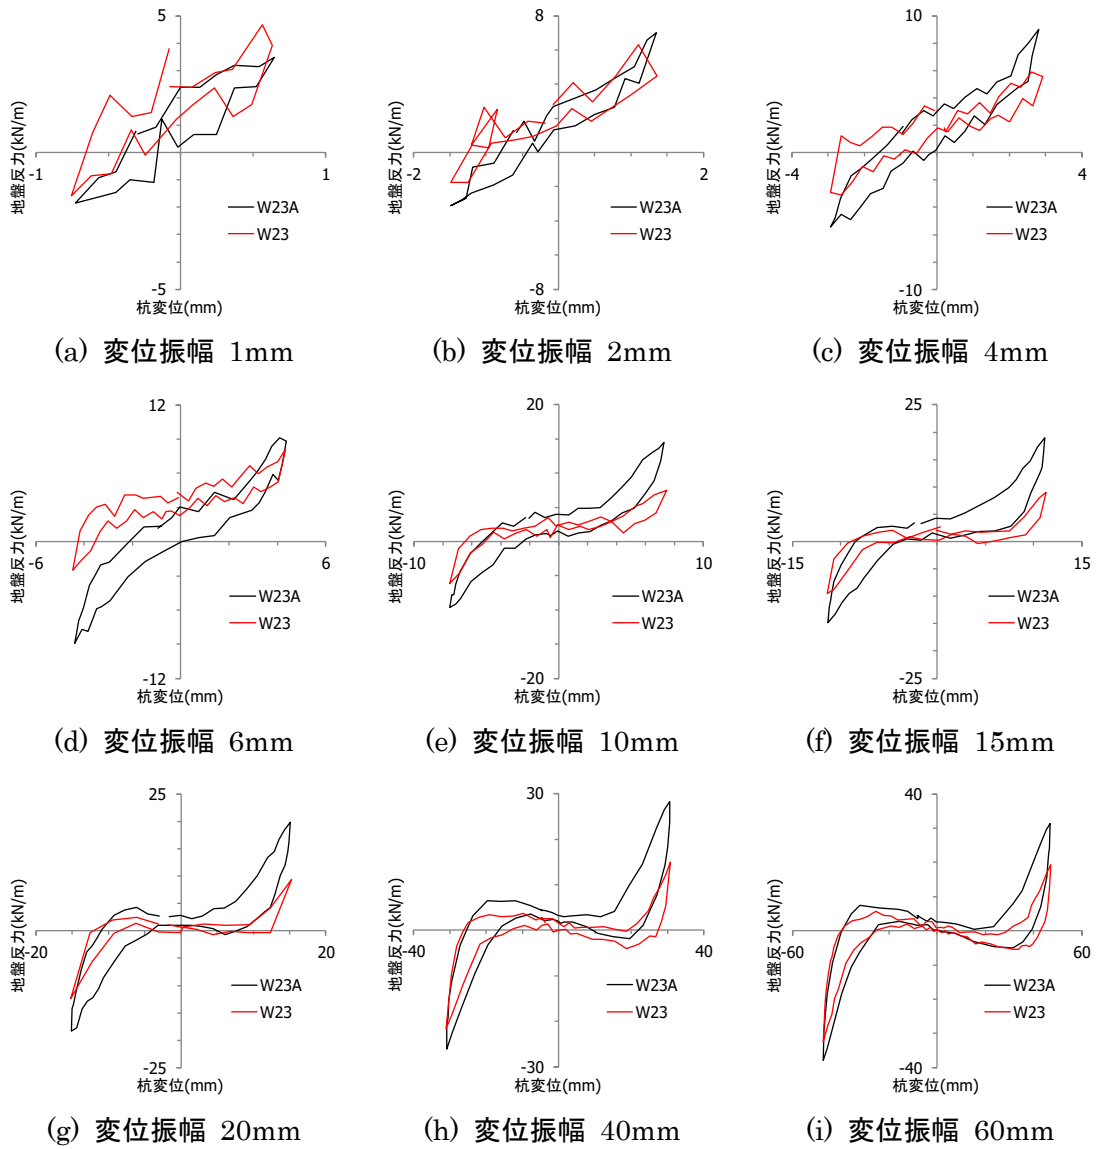 5
地盤反力(kN/m)
-1
1
W23A
W23
-5
杭変位(mm)
(a) 変位振幅 1mm
8
地盤反力(kN/m)
-2
2
W23A
W23
-8
杭変位(mm)
(b) 変位振幅 2mm
10
地盤反力(kN/m)
-4
4
W23A
W23
-10
杭変位(mm)
(c) 変位振幅 4mm
12
地盤反力(kN/m)
-6
6
W23A
W23
-12
杭変位(mm)
(d) 変位振幅 6mm
20
地盤反力(kN/m)
-10
10
W23A
W23
-20
杭変位(mm)
(e) 変位振幅 10mm
25
地盤反力(kN/m)
-15
15
W23A
W23
-25
杭変位(mm)
(f) 変位振幅 15mm
25
地盤反力(kN/m)
-20
20
W23A
W23
-25
杭変位(mm)
(g) 変位振幅 20mm
30
地盤反力(kN/m)
-40
40
W23A
W23
-30
杭変位(mm)
(h) 変位振幅 40mm
40
地盤反力(kN/m)
-60
60
W23A
W23
-40
杭変位(mm)
(i) 変位振幅 60mm